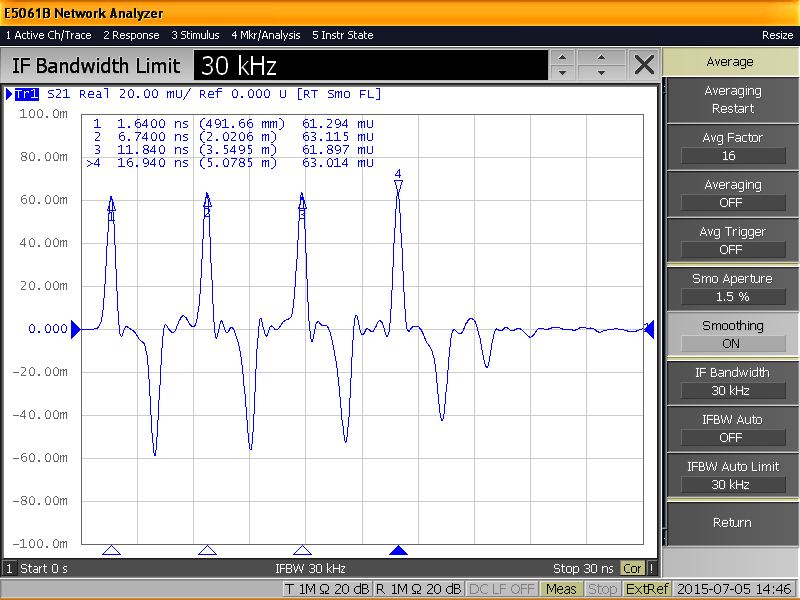 E5061B Network Analyzer
1 Active Ch/Trace 2 Response 3 Stimulus 4 Mkr/Analysis 5 Instr State Resize
IF Bandwidth Limit 30 kHz
Tr1 S21 Real 20.00 mU/ Ref 0.000 U [RT Smo FL]
100.0m
80.00m
60.00m
40.00m
20.00m
0.000
-20.00m
-40.00m
-60.00m
-80.00m
-100.0m
1 1.6400 ns (491.66 mm) 61.294 mU
2 6.7400 ns (2.0206 m) 63.115 mU
3 11.840 ns (3.5495 m) 61.897 mU
>4 16.940 ns (5.0785 m) 63.014 mU
1
2
3
4
Average
Averaging
Restart
Avg Factor
16
Averaging
OFF
Avg Trigger
OFF
Smo Aperture
1.5 %
Smoothing
ON
IF Bandwidth
30 kHz
IFBW Auto
OFF
IFBW Auto Limit
30 kHz
Return
1 Start 0 s IFBW 30 kHz Stop 30 ns Cor !
T 1M Ω 20 dB R 1M Ω 20 dB DC LF OFF Meas Stop ExtRef 2015-07-05 14:46